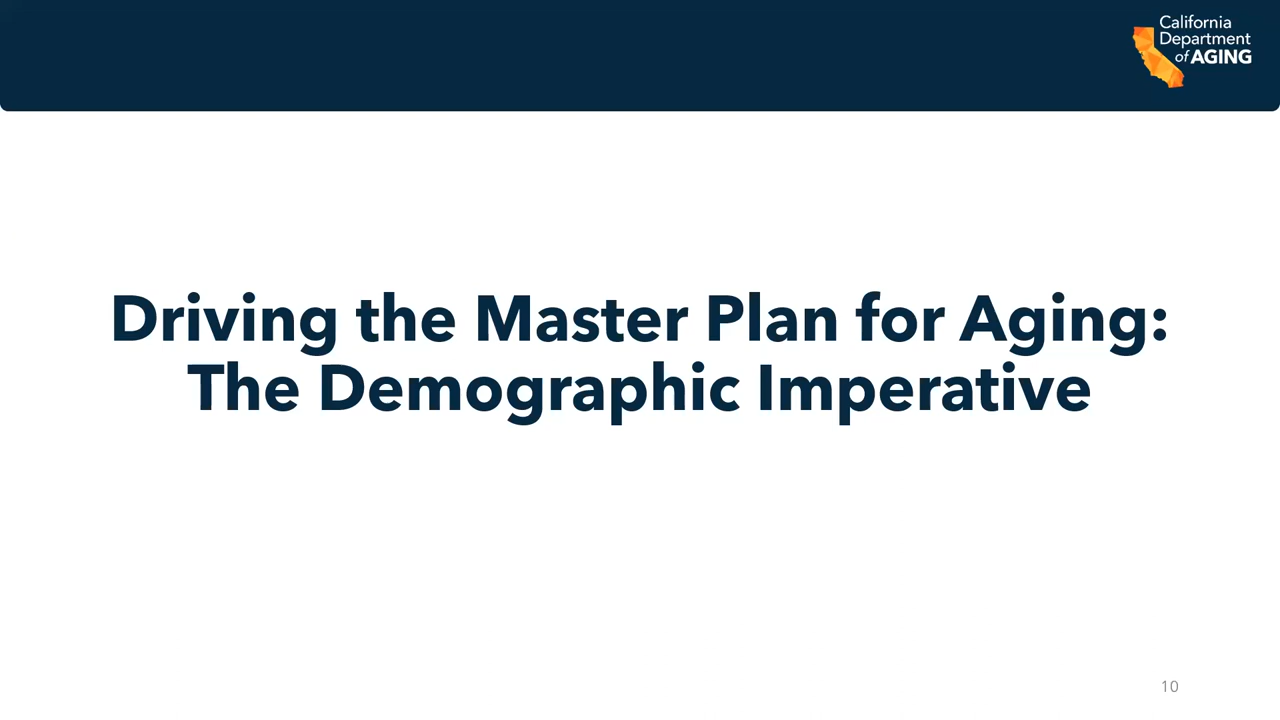 California
Department
of AGING
Driving the Master Plan for Aging:
The Demographic Imperative
10